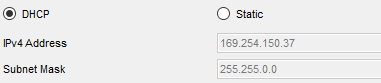 DHCP Static
IPv4 Address 169.254.150.37
Subnet Mask 255.255.0.0